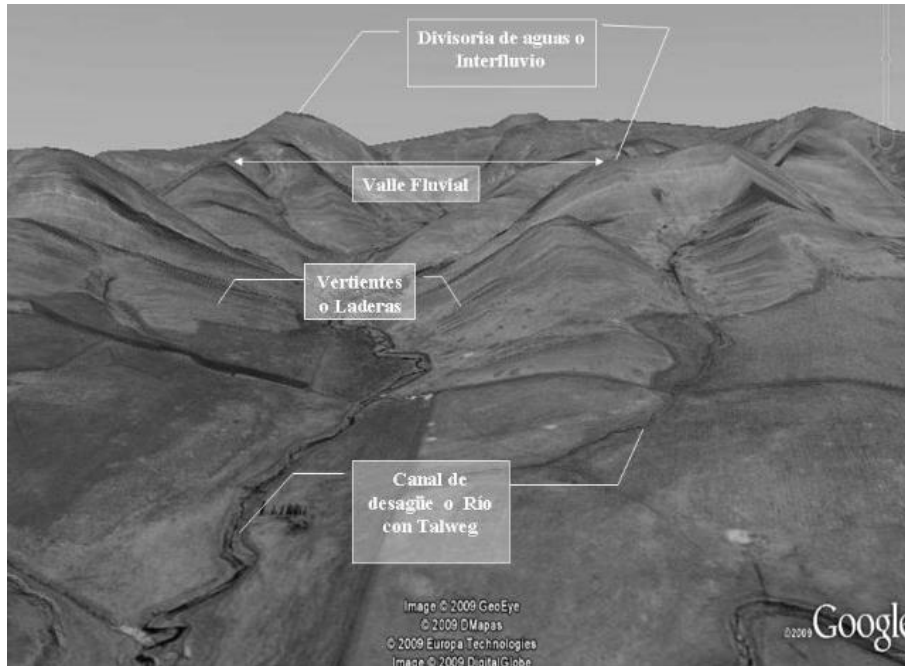 Divisoria de aguas o
Interfluvio
Valle Fluvial
Vertientes
o Laderas
Canal de
desagüe o Río
con Talweg
Image © 2009 GeoEye
© 2009 DMapas
© 2009 Europa Technologies
Image © 2009 DigitalGlobe
©2009 Google